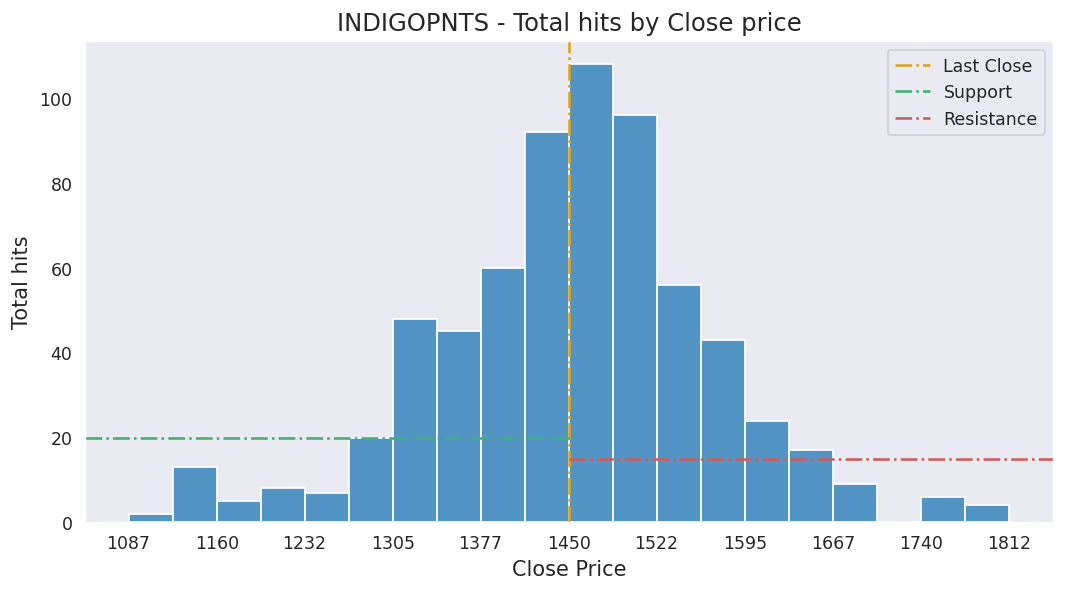 INDIGOPNTS - Total hits by Close price
Last Close
Support
Resistance
Total hits
100
80
60
40
20
0
1087 1160 1232 1305 1377 1450 1522 1595 1667 1740 1812
Close Price